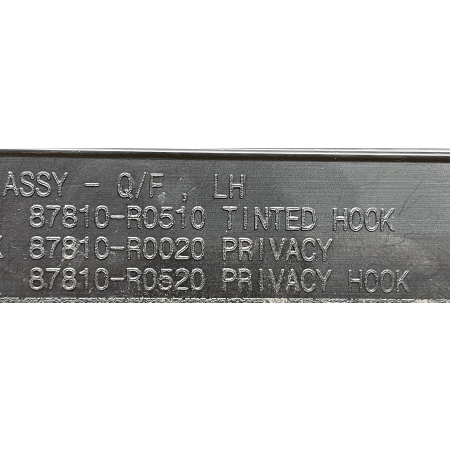 ASSY - Q/F , LH
87810-R0510 TINTED HOOK
X 87810-R0020 PRIVACY
87810-R0520 PRIVACY HOOK